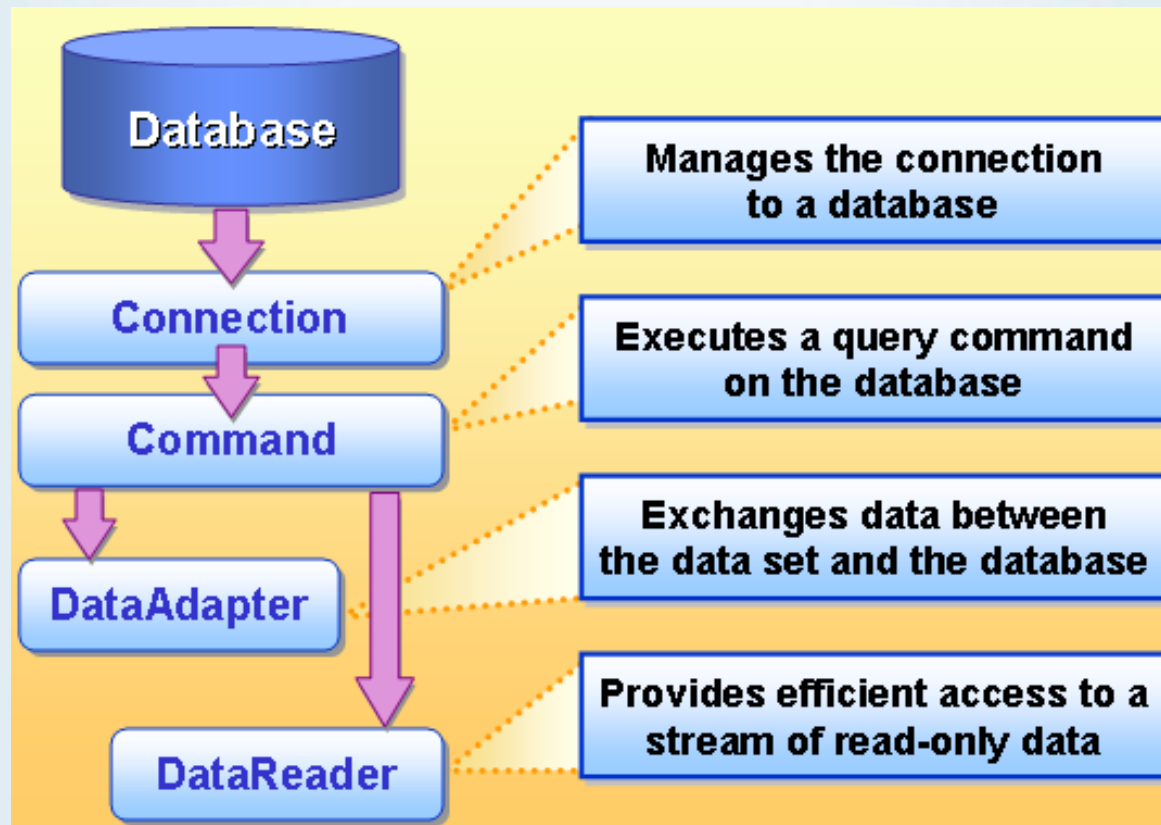 Database
Manages the connection
to a database
Connection
Executes a query command
on the database
Command
Exchanges data between
the data set and the database
DataAdapter
Provides efficient access to a
stream of read-only data
DataReader